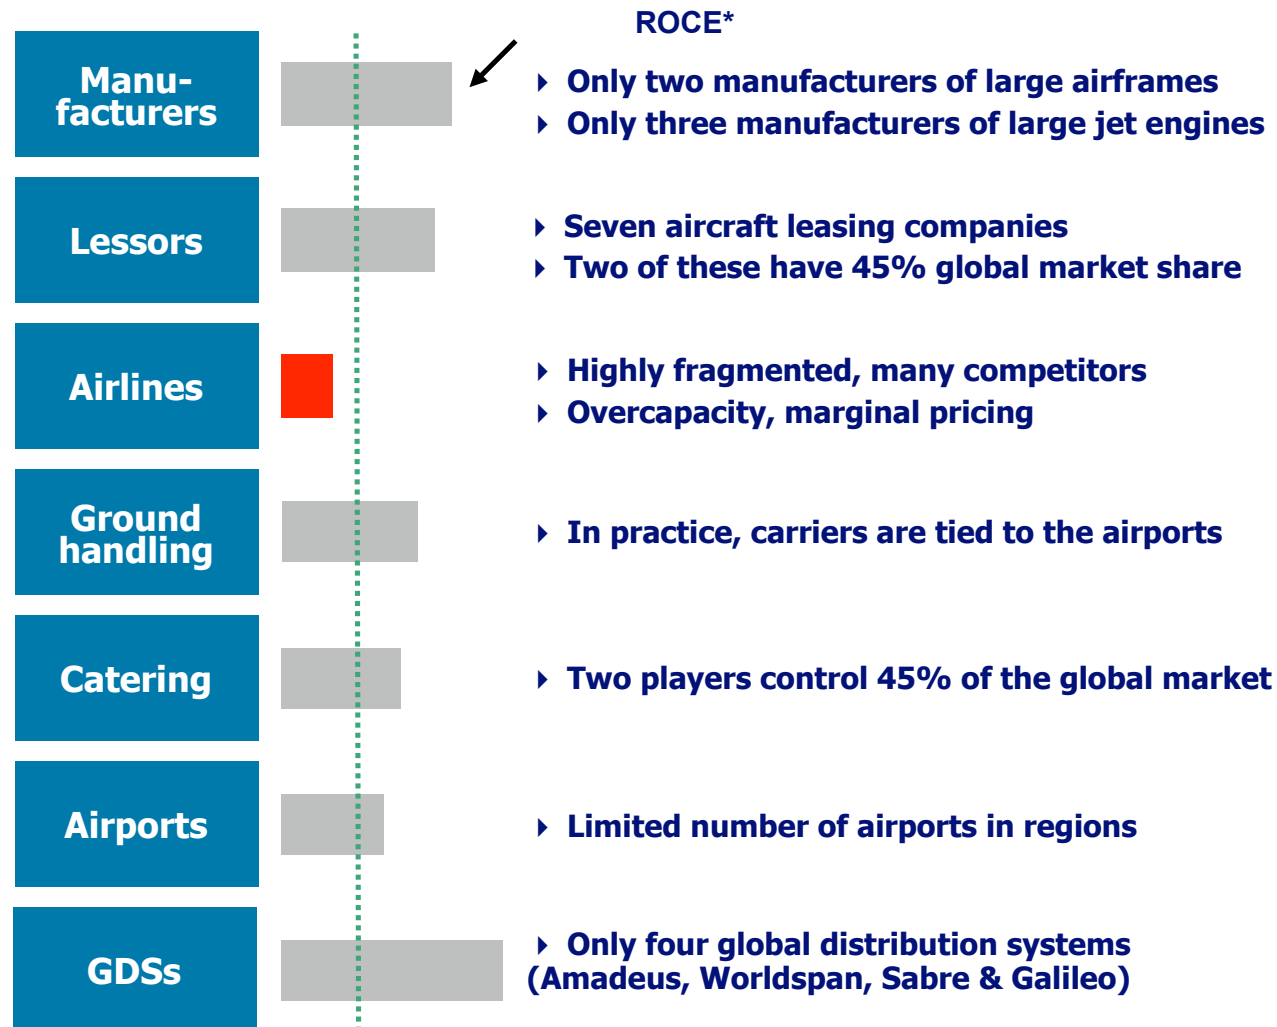 ROCE*
Manu-
facturers
Only two manufacturers of large airframes
Only three manufacturers of large jet engines
Lessors
Seven aircraft leasing companies
Two of these have 45% global market share
Airlines
Highly fragmented, many competitors
Overcapacity, marginal pricing
Ground
handling
In practice, carriers are tied to the airports
Catering
Two players control 45% of the global market
Airports
Limited number of airports in regions
GDSs
Only four global distribution systems
(Amadeus, Worldspan, Sabre & Galileo)